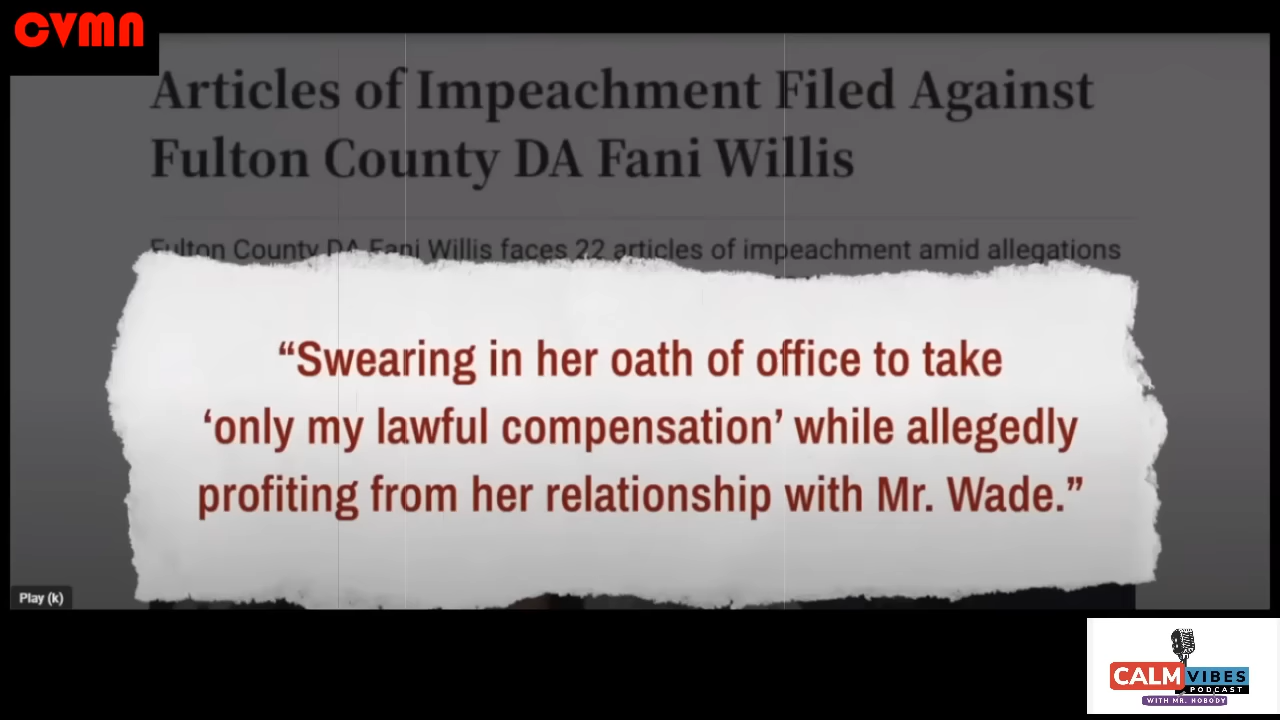 CVMN
Articles of Impeachment Filed Against
Fulton County DA Fani Willis
Fulton County DA Fani Willis faces 22 articles of impeachment amid allegations
“Swearing in her oath of office to take
‘only my lawful compensation’ while allegedly
profiting from her relationship with Mr. Wade.”
Play (k)
CALM VIBES
PODCAST
WITH MR. NOBODY